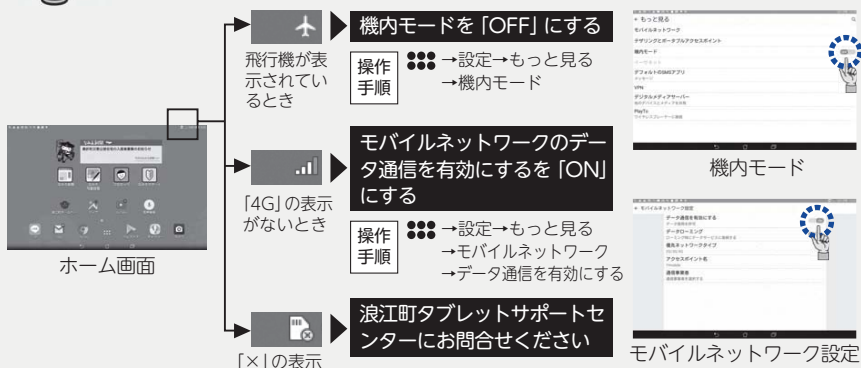 機内モードを「OFF」にする
飛行機が表
示されてい
るとき
操作
手順
→設定→もっと見る
→機内モード
モバイルネットワークのデー
タ通信を有効にするを「ON」
にする
「4G」の表示
がないとき
操作
手順
→設定→もっと見る
→モバイルネットワーク
→データ通信を有効にする
浪江町タブレットサポートセ
ンターにお問合せください
「×」の表示
ホーム画面
もっと見る
モバイルネットワーク
テザリングとポータブルアクセスポイント
機内モード
デフォルトのSMSアプリ
VPN
デジタルメディアサーバー
PlayTo
機内モード
モバイルネットワーク設定
データ通信を有効にする
データローミング
優先ネットワークタイプ
アクセスポイント名
通信事業者
モバイルネットワーク設定